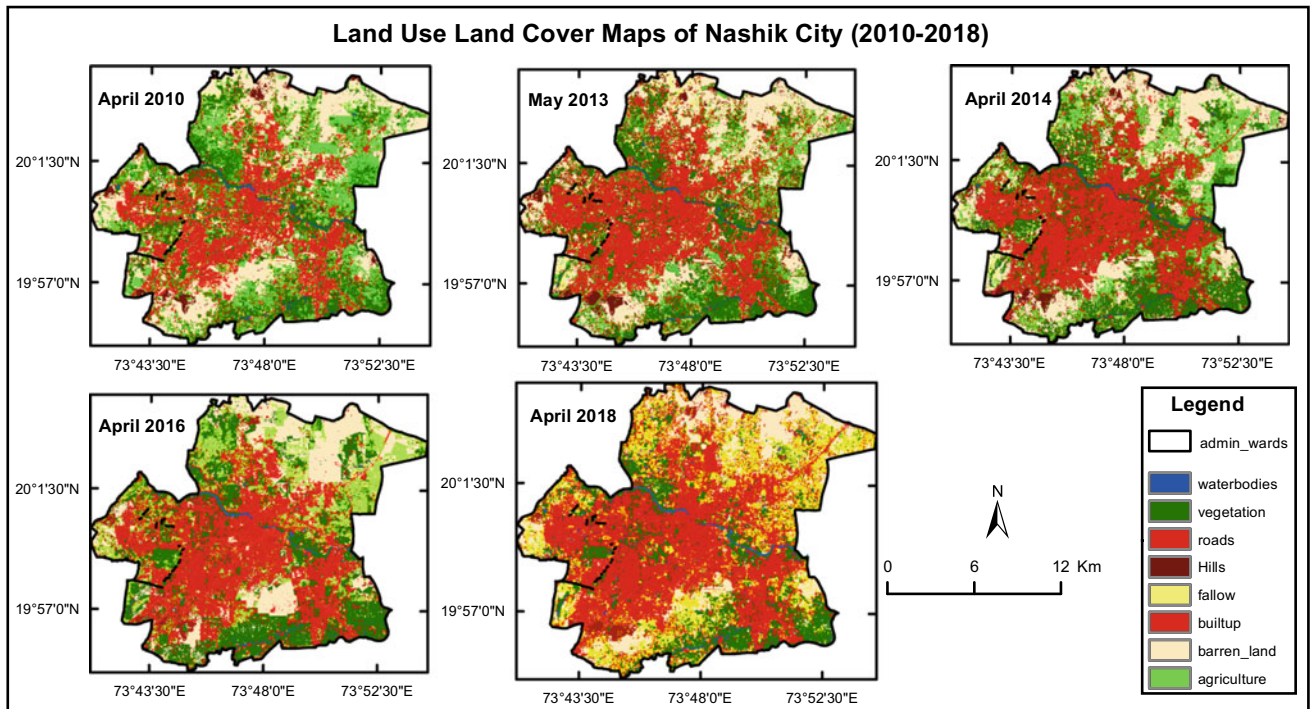 Land Use Land Cover Maps of Nashik City (2010-2018)
April 2010
20°1'30"N
19°57'0"N
73°43'30"E 73°48'0"E 73°52'30"E
May 2013
20°1'30"N
19°57'0"N
73°43'30"E 73°48'0"E 73°52'30"E
April 2014
20°1'30"N
19°57'0"N
73°43'30"E 73°48'0"E 73°52'30"E
April 2016
20°1'30"N
19°57'0"N
73°43'30"E 73°48'0"E 73°52'30"E
April 2018
20°1'30"N
19°57'0"N
73°43'30"E 73°48'0"E 73°52'30"E
N
0 6 12 Km
Legend
admin_wards
waterbodies
vegetation
roads
Hills
fallow
builtup
barren_land
agriculture